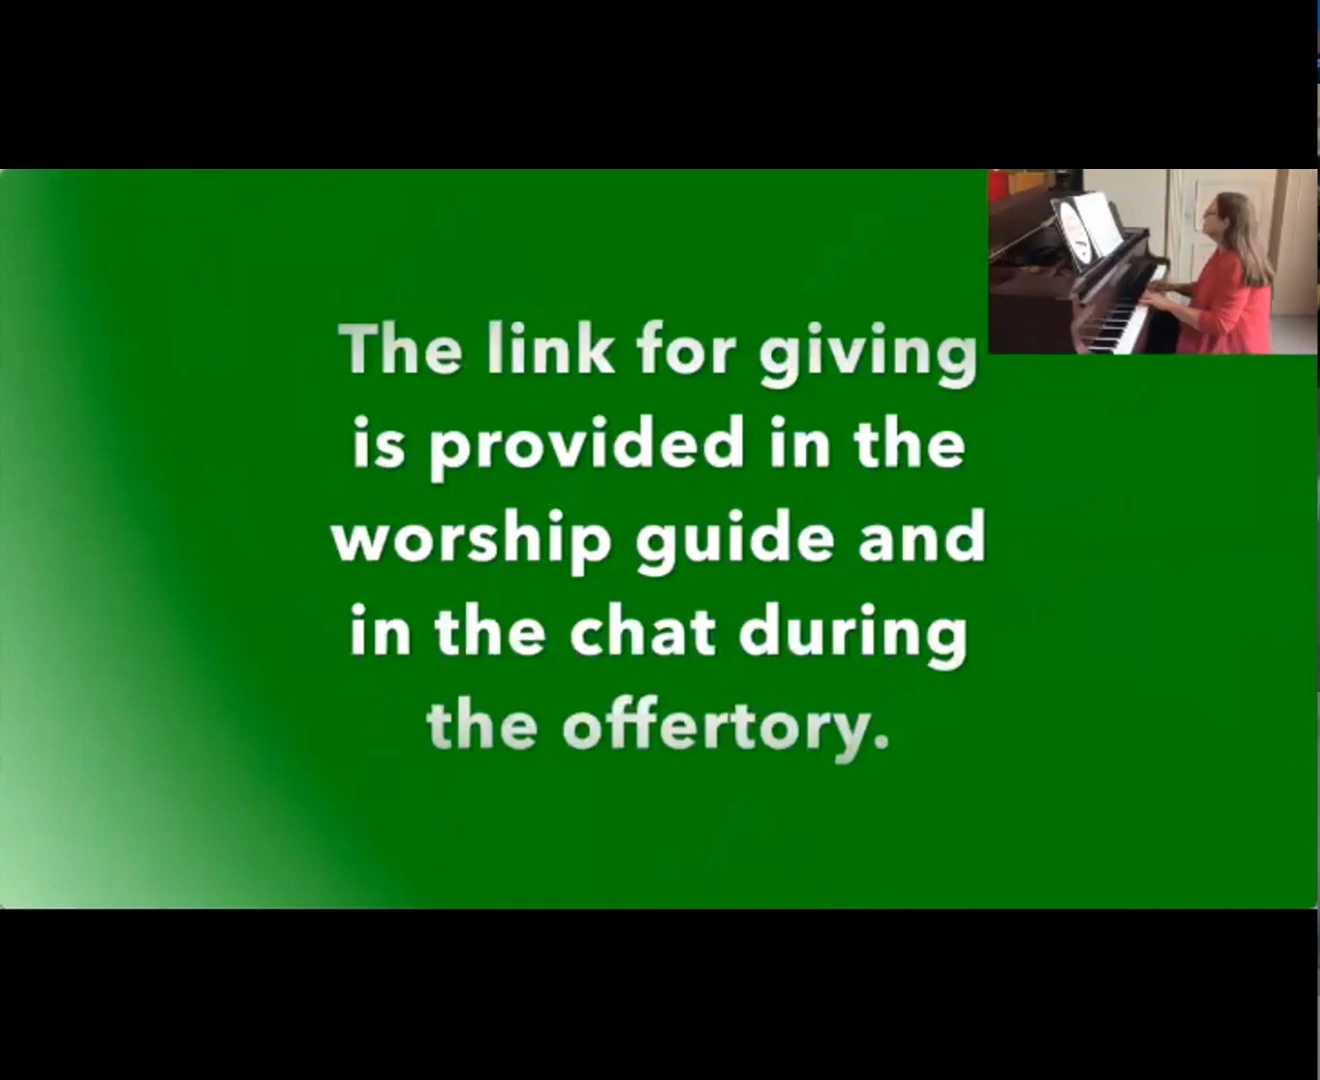 The link for giving
is provided in the
worship guide and
in the chat during
the offertory.